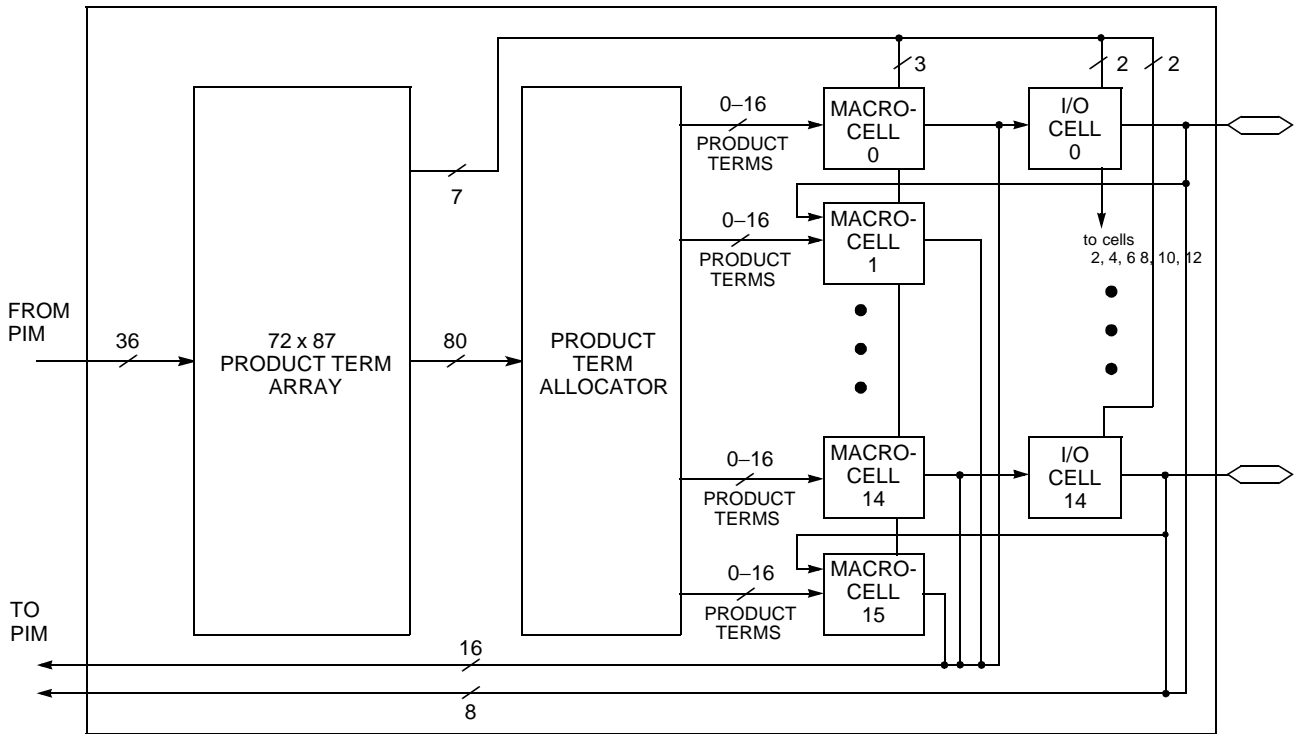 3
2
2
MACRO-
CELL
0
I/O
CELL
0
0–16
PRODUCT
TERMS
7
MACRO-
CELL
1
0–16
PRODUCT
TERMS
to cells
2, 4, 6 8, 10, 12
FROM
PIM
36
72 x 87
PRODUCT TERM
ARRAY
80
PRODUCT
TERM
ALLOCATOR
0–16
PRODUCT
TERMS
MACRO-
CELL
14
I/O
CELL
14
0–16
PRODUCT
TERMS
MACRO-
CELL
15
TO
PIM
16
8